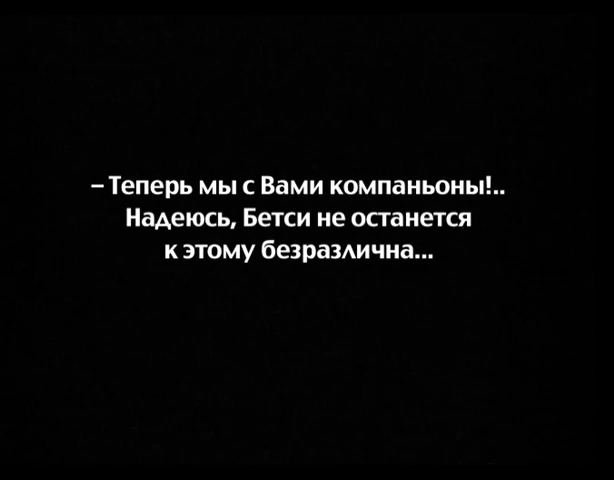 – Теперь мы с Вами компаньоны!..
Надеюсь, Бетси не останется
к этому безразлична...